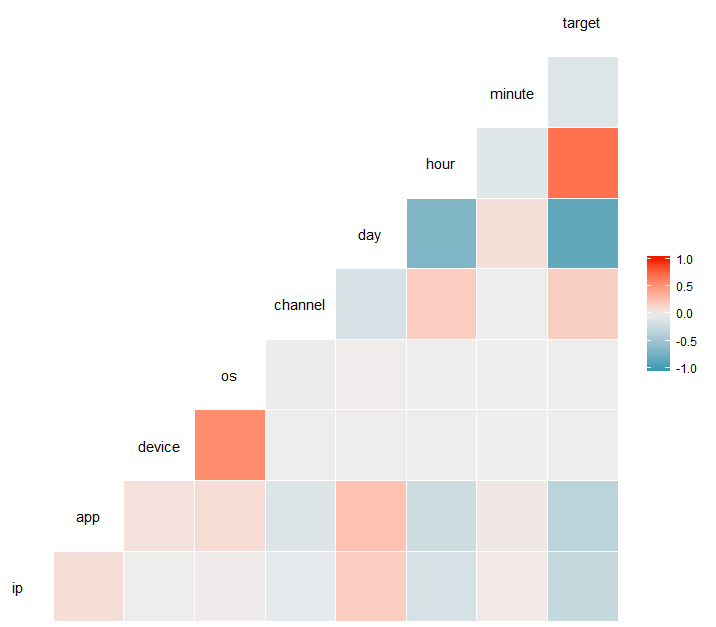 target
minute
hour
day
channel
os
device
app
ip
1.0
0.5
0.0
-0.5
-1.0